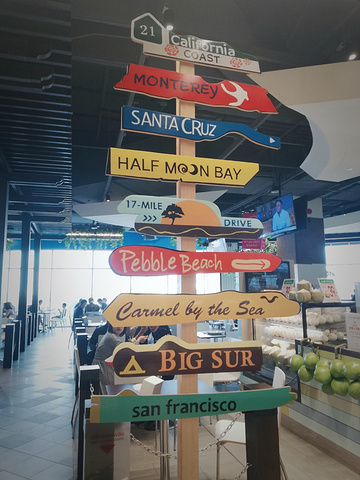 21 California
COAST
MONTEREY
SANTA CRUZ
HALF MOON BAY
17-MILE
DRIVE
Pebble Beach
Carmel by the Sea
BIG SUR
san francisco